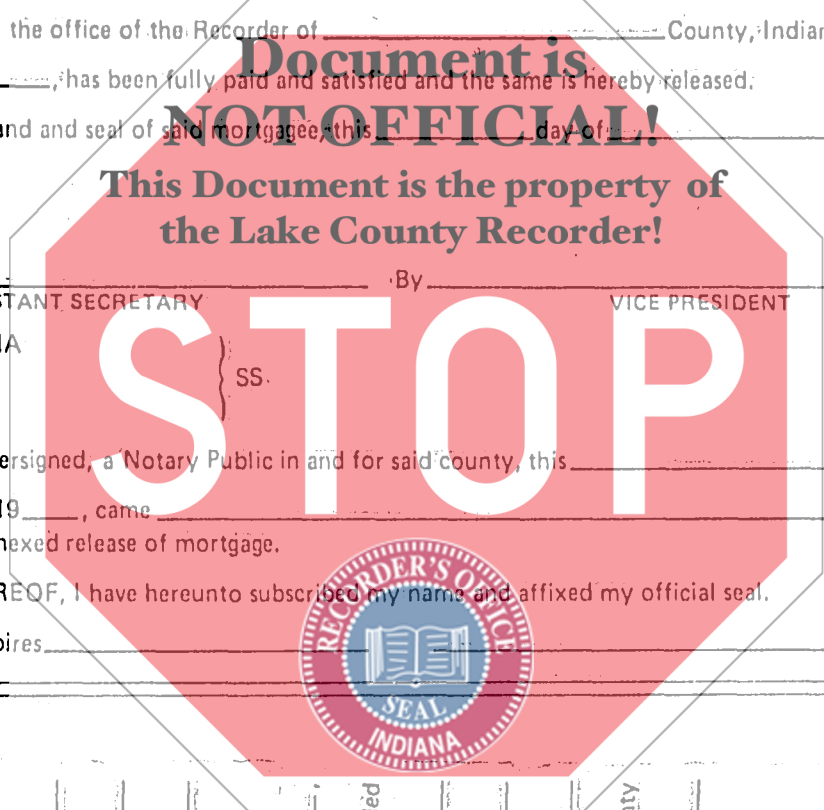 the office of the Recorder of County, Indian
Document is
, has been fully paid and satisfied and the same is hereby released.
NOT OFFICIAL!
and and seal of said mortgagee, this day of
This Document is the property of
the Lake County Recorder!
By
STANT SECRETARY VICE PRESIDENT
STOP
NA
SS.
ersigned, a Notary Public in and for said county, this
19 , came
nexed release of mortgage.
RECORDER'S OFFICE
REOF, I have hereunto subscribed my name and affixed my official seal.
pires
SEAL
INDIANA
ed
nty